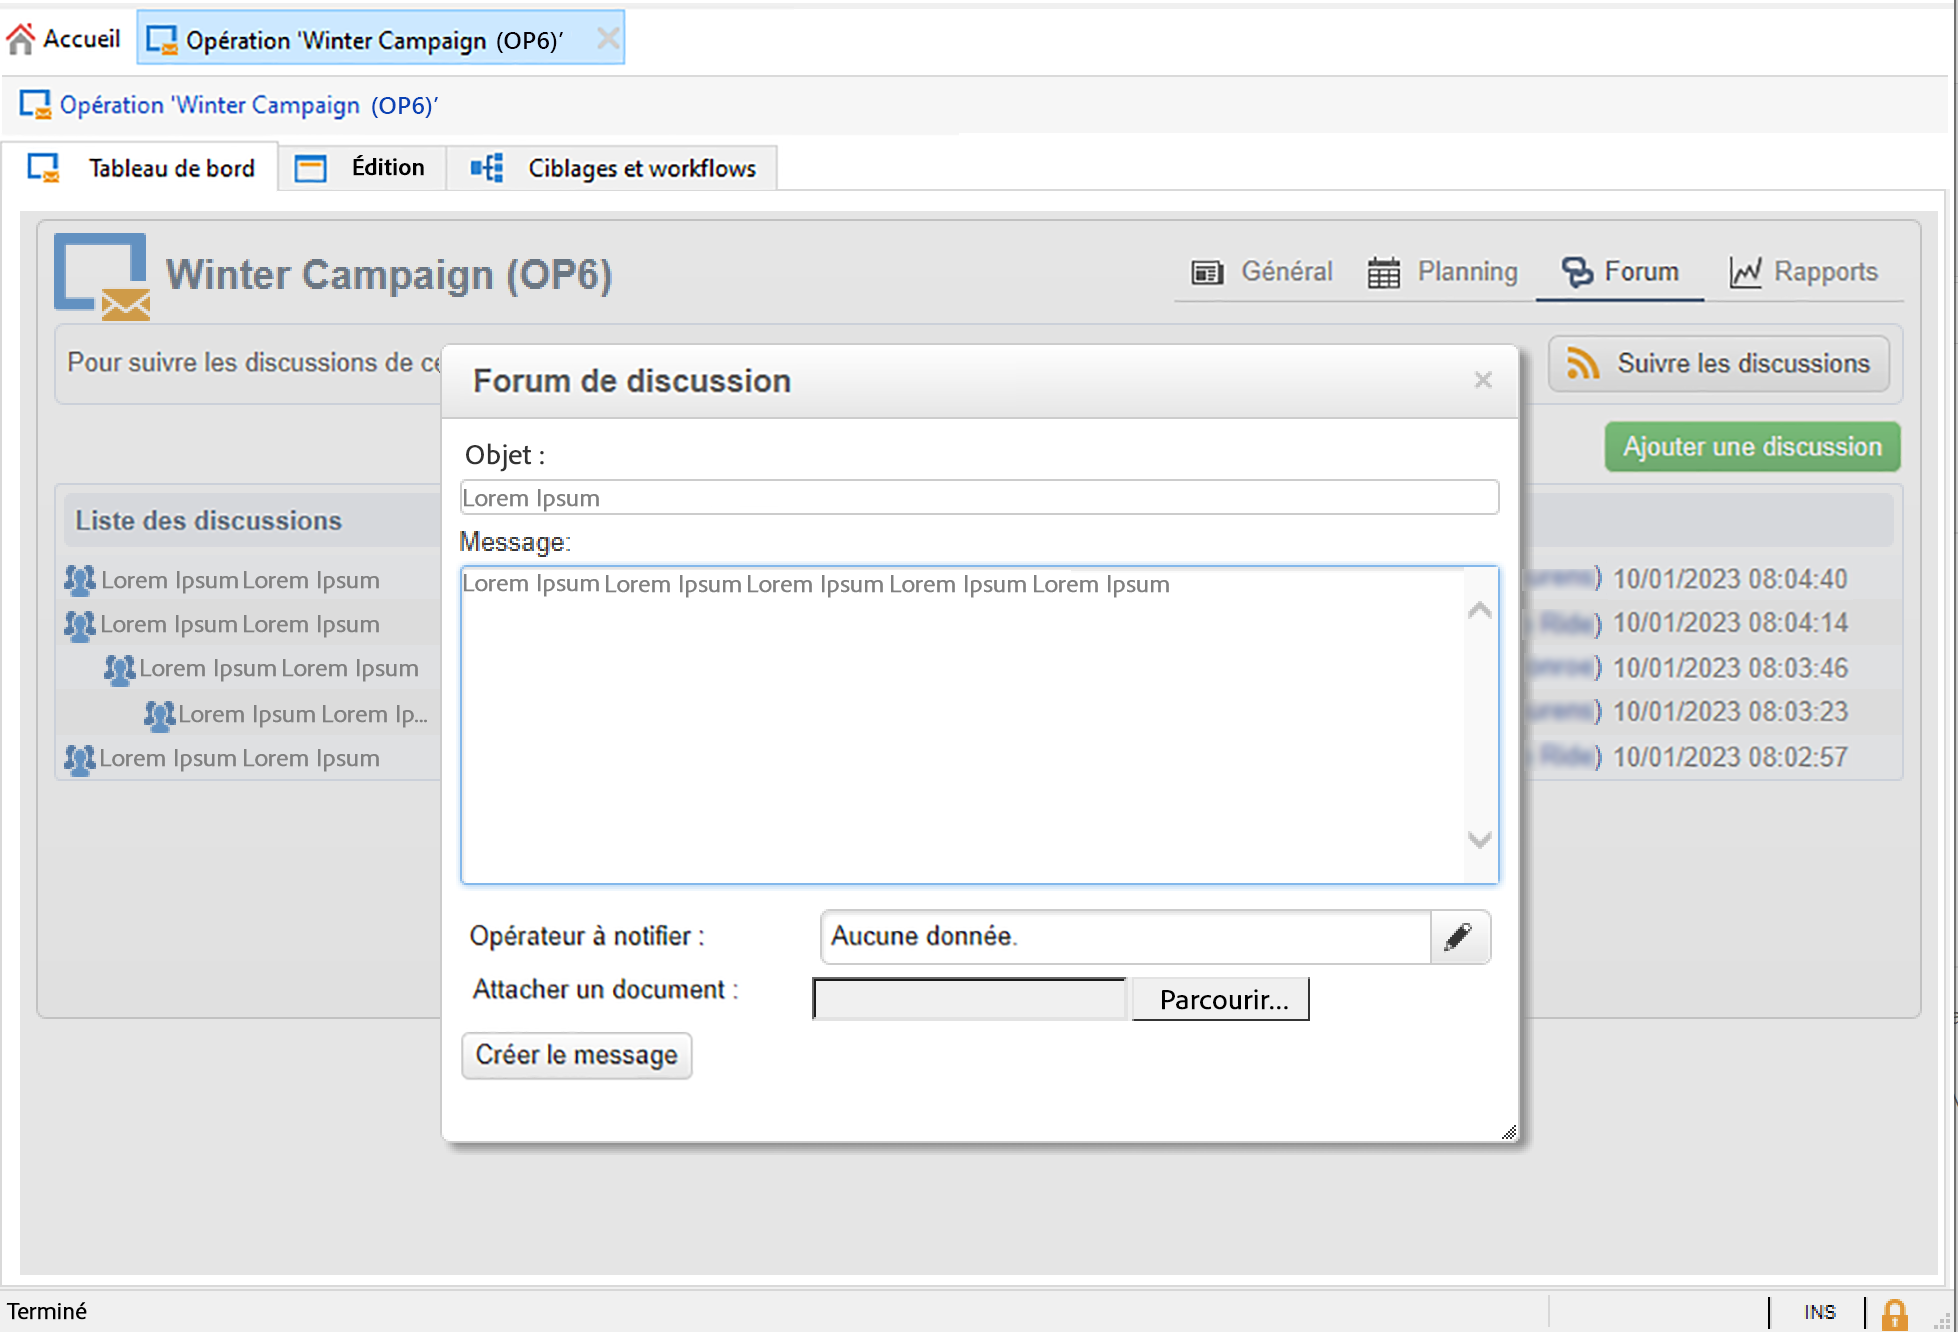 Accueil
Opération 'Winter Campaign (OP6)’
Opération 'Winter Campaign (OP6)’
Tableau de bord
Édition
Ciblages et workflows
Winter Campaign (OP6)
Général
Planning
Forum
Rapports
Pour suivre les discussions de
Suivre les discussions
Ajouter une discussion
Forum de discussion
Objet :
Lorem Ipsum
Message:
Lorem Ipsum Lorem Ipsum Lorem Ipsum Lorem Ipsum Lorem Ipsum
Liste des discussions
Lorem Ipsum Lorem Ipsum
) 10/01/2023 08:04:40
Lorem Ipsum Lorem Ipsum
) 10/01/2023 08:04:14
Lorem Ipsum Lorem Ipsum
) 10/01/2023 08:03:46
Lorem Ipsum Lorem Ip...
) 10/01/2023 08:03:23
Lorem Ipsum Lorem Ipsum
) 10/01/2023 08:02:57
Opérateur à notifier :
Aucune donnée.
Attacher un document :
Parcourir...
Créer le message
Terminé
INS